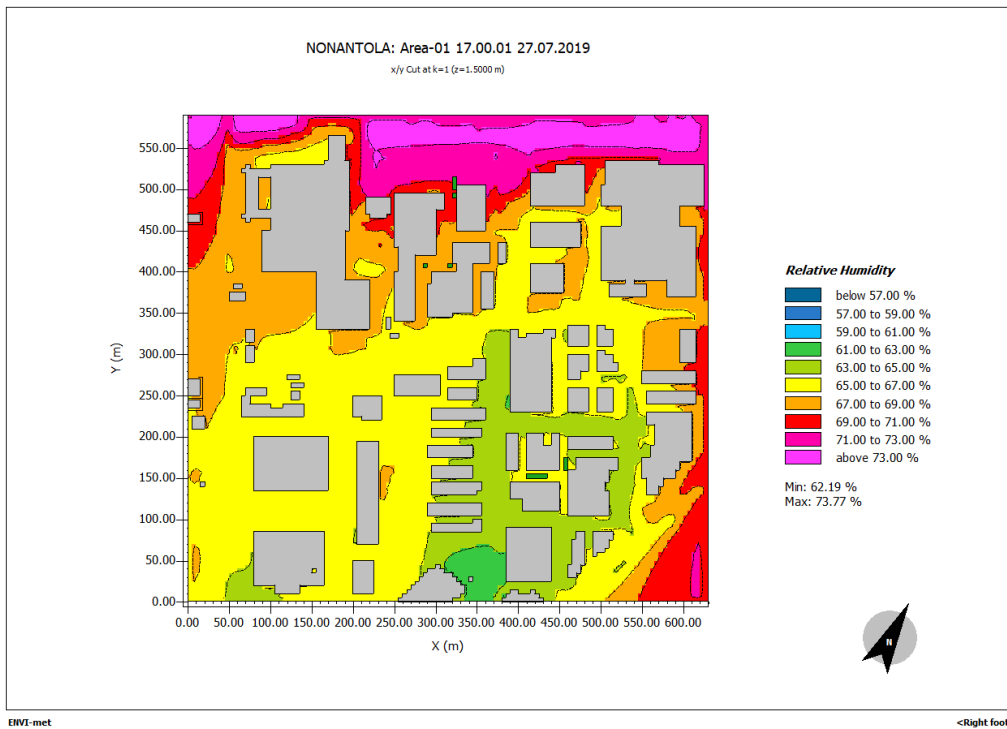 NONANTOLA: Area-01 17.00.01 27.07.2019
x/y Cut at k=1 (z=1.5000 m)
550.00
500.00
450.00
400.00
350.00
300.00
250.00
200.00
150.00
100.00
50.00
0.00
Y (m)
0.00 50.00 100.00 150.00 200.00 250.00 300.00 350.00 400.00 450.00 500.00 550.00 600.00
X (m)
Relative Humidity
below 57.00 %
57.00 to 59.00 %
59.00 to 61.00 %
61.00 to 63.00 %
63.00 to 65.00 %
65.00 to 67.00 %
67.00 to 69.00 %
69.00 to 71.00 %
71.00 to 73.00 %
above 73.00 %
Min: 62.19 %
Max: 73.77 %
N
ENVI-met
<Right foot